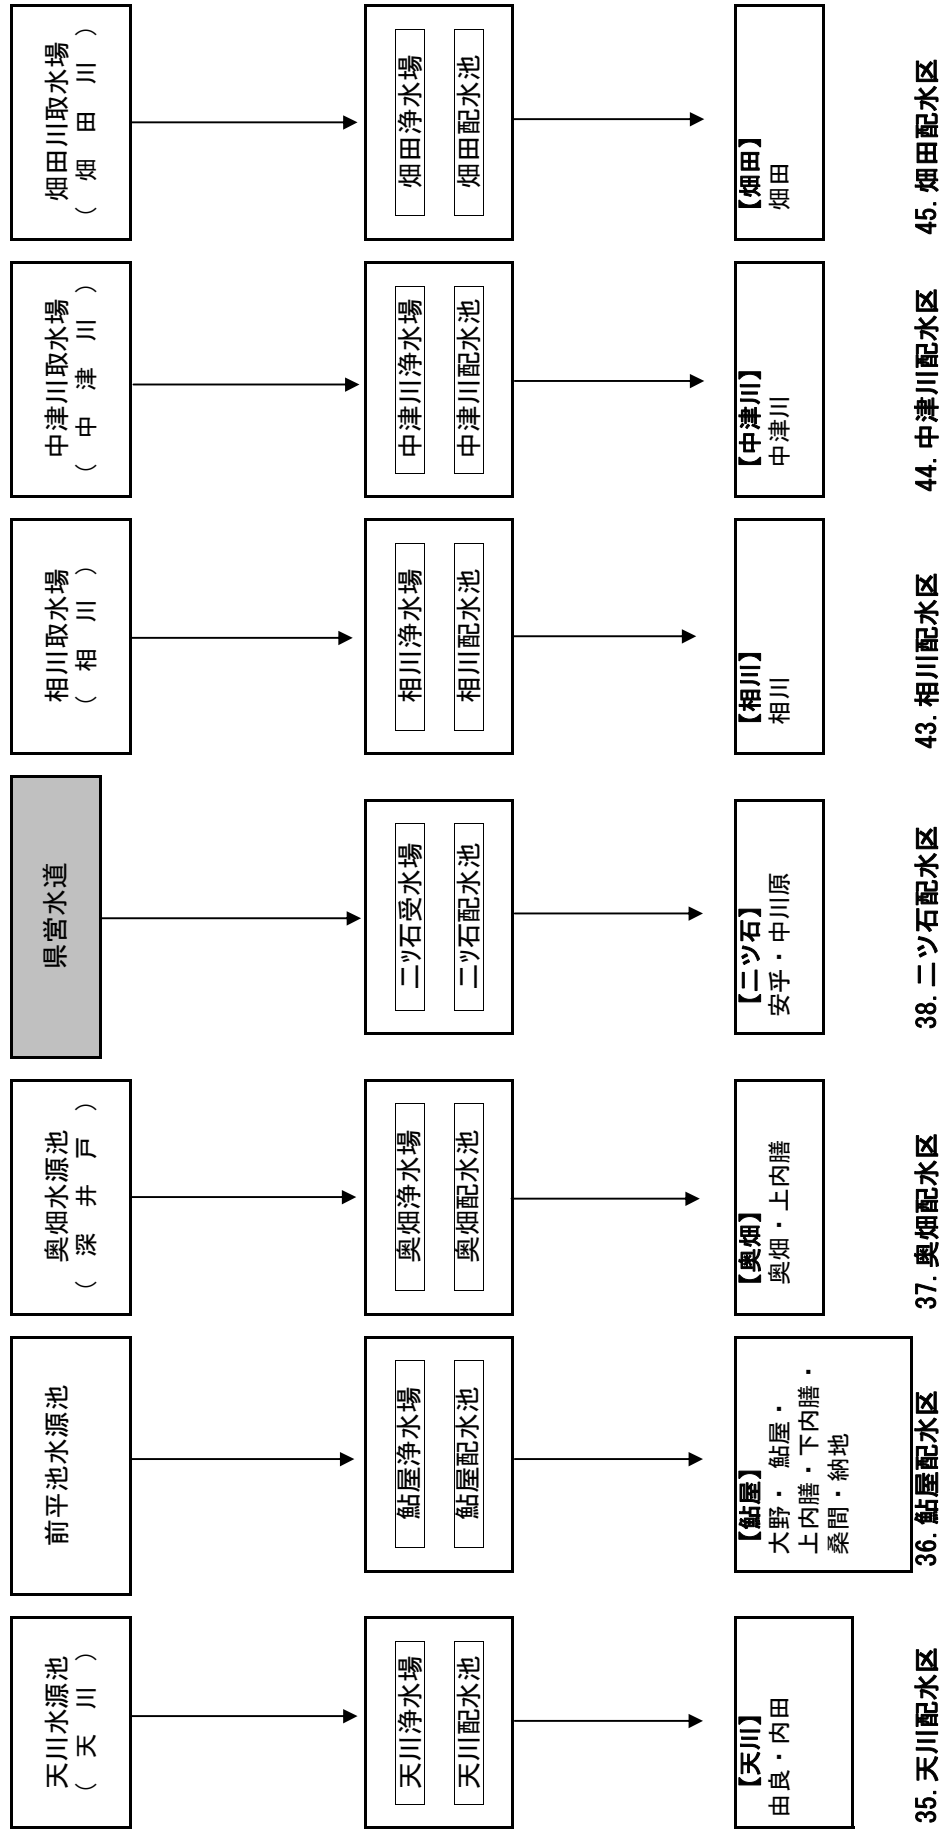 35. 天川配水区
天川水源池
( 天 川 )
天川浄水場
天川配水池
【天川】
由良・内田
36. 鮎屋配水区
前平池水源池
鮎屋浄水場
鮎屋配水池
【鮎屋】
大野・ 鮎屋・
上内膳・下内膳・
桑間・納地
37. 奥畑配水区
奥畑水源池
( 深 井 戸 )
奥畑浄水場
奥畑配水池
【奥畑】
奥畑・上内膳
38. 二ツ石配水区
県営水道
二ツ石受水場
二ツ石配水池
【二ツ石】
安乎・中川原
43. 相川配水区
相川取水場
( 相 川 )
相川浄水場
相川配水池
【相川】
相川
44. 中津川配水区
中津川取水場
( 中 津 川 )
中津川浄水場
中津川配水池
【中津川】
中津川
45. 畑田配水区
畑田川取水場
( 畑 田 川 )
畑田浄水場
畑田配水池
【畑田】
畑田